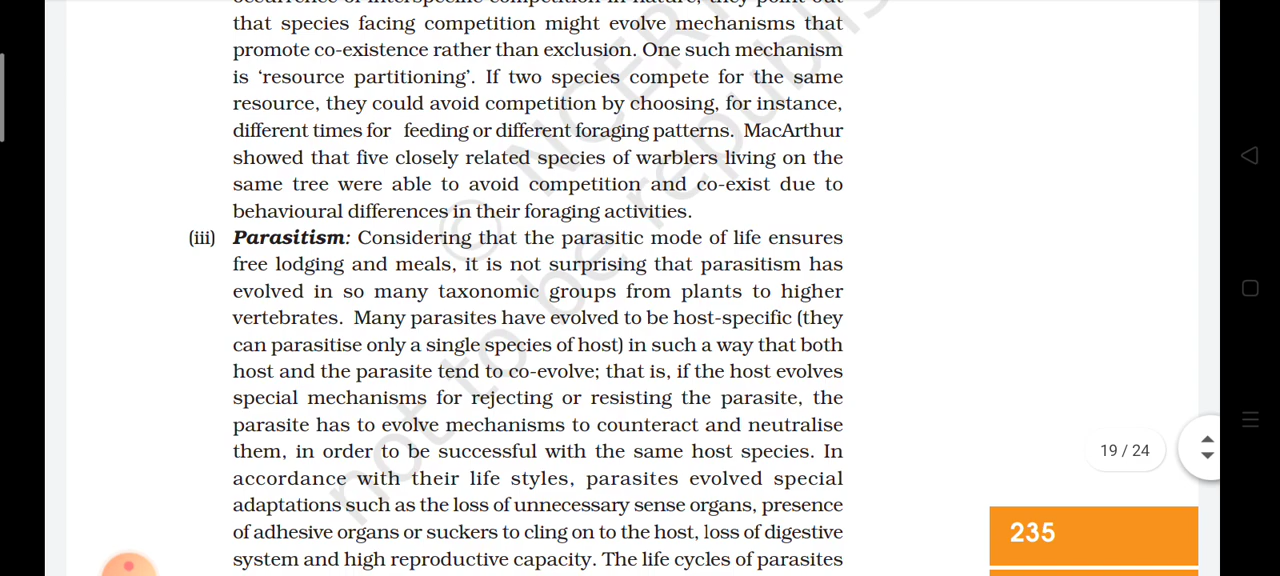 that species facing competition might evolve mechanisms that
promote co-existence rather than exclusion. One such mechanism
is ‘resource partitioning’. If two species compete for the same
resource, they could avoid competition by choosing, for instance,
different times for feeding or different foraging patterns. MacArthur
showed that five closely related species of warblers living on the
same tree were able to avoid competition and co-exist due to
behavioural differences in their foraging activities.
(iii) Parasitism: Considering that the parasitic mode of life ensures
free lodging and meals, it is not surprising that parasitism has
evolved in so many taxonomic groups from plants to higher
vertebrates. Many parasites have evolved to be host-specific (they
can parasitise only a single species of host) in such a way that both
host and the parasite tend to co-evolve; that is, if the host evolves
special mechanisms for rejecting or resisting the parasite, the
parasite has to evolve mechanisms to counteract and neutralise
them, in order to be successful with the same host species. In
accordance with their life styles, parasites evolved special
adaptations such as the loss of unnecessary sense organs, presence
of adhesive organs or suckers to cling on to the host, loss of digestive
system and high reproductive capacity. The life cycles of parasites
19 / 24
235
© NCER
not to be republis